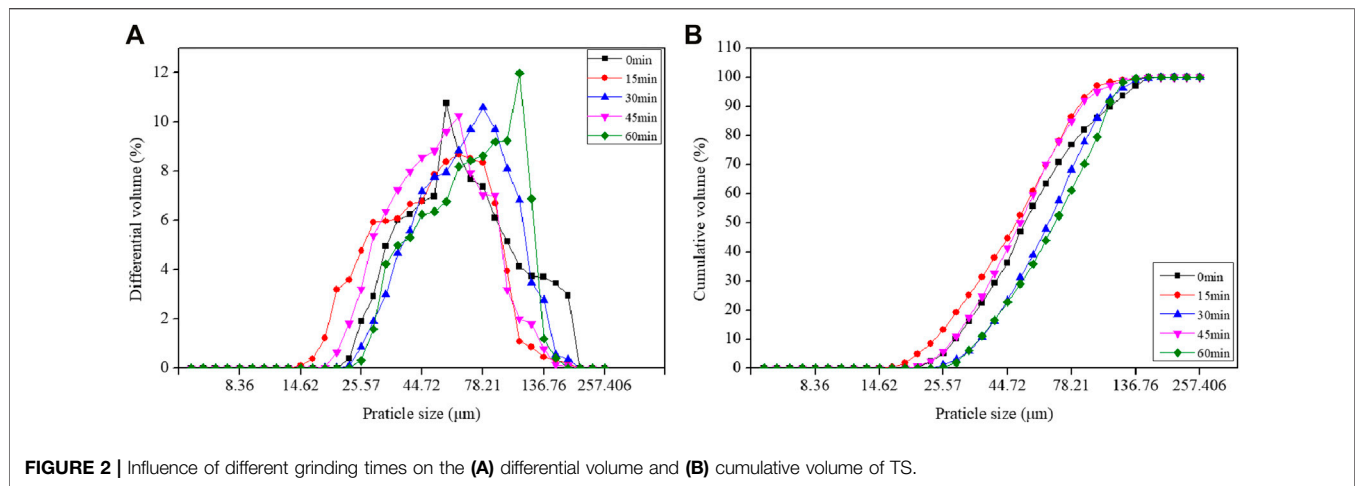 A
Differential volume (%)
12
10
8
6
4
2
0
0min
15min
30min
45min
60min
8.36 14.62 25.57 44.72 78.21 136.76 257.406
Praticle size (μm)
B
Cumulative volume (%)
110
100
90
80
70
60
50
40
30
20
10
0
0min
15min
30min
45min
60min
8.36 14.62 25.57 44.72 78.21 136.76 257.406
Praticle size (μm)
FIGURE 2 | Influence of different grinding times on the (A) differential volume and (B) cumulative volume of TS.